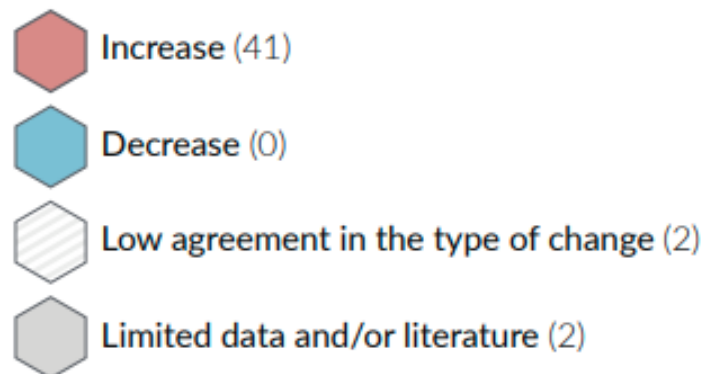 Increase (41)
Decrease (0)
Low agreement in the type of change (2)
Limited data and/or literature (2)